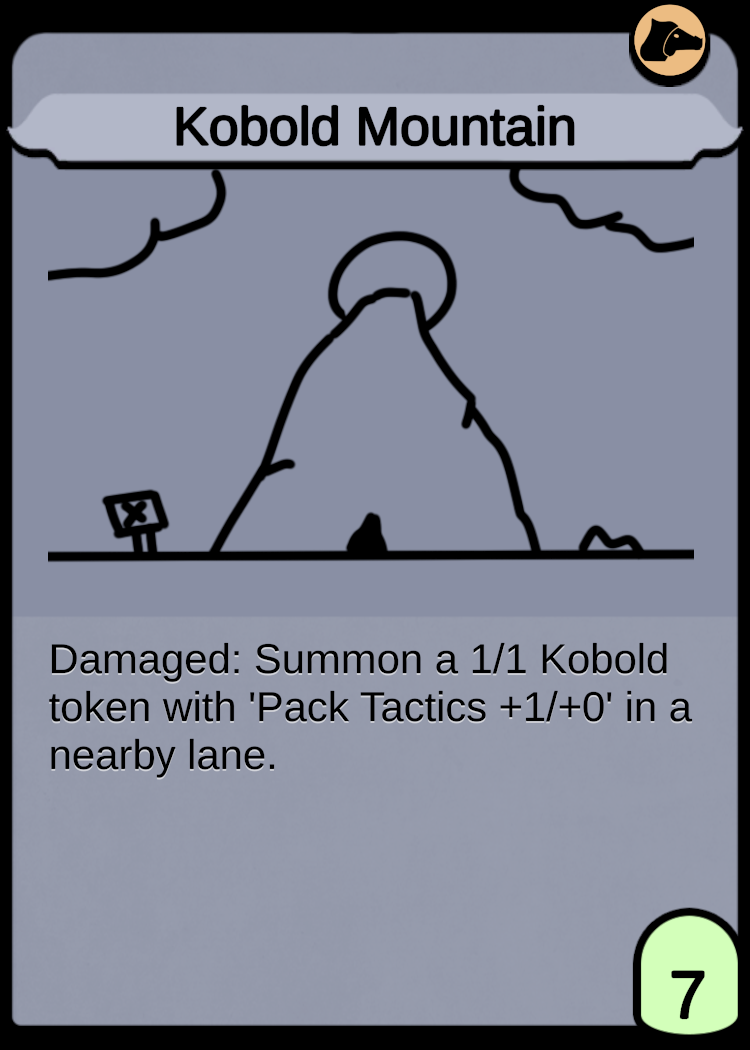 Kobold Mountain
X
Damaged: Summon a 1/1 Kobold
token with 'Pack Tactics +1/+0' in a
nearby lane.
7